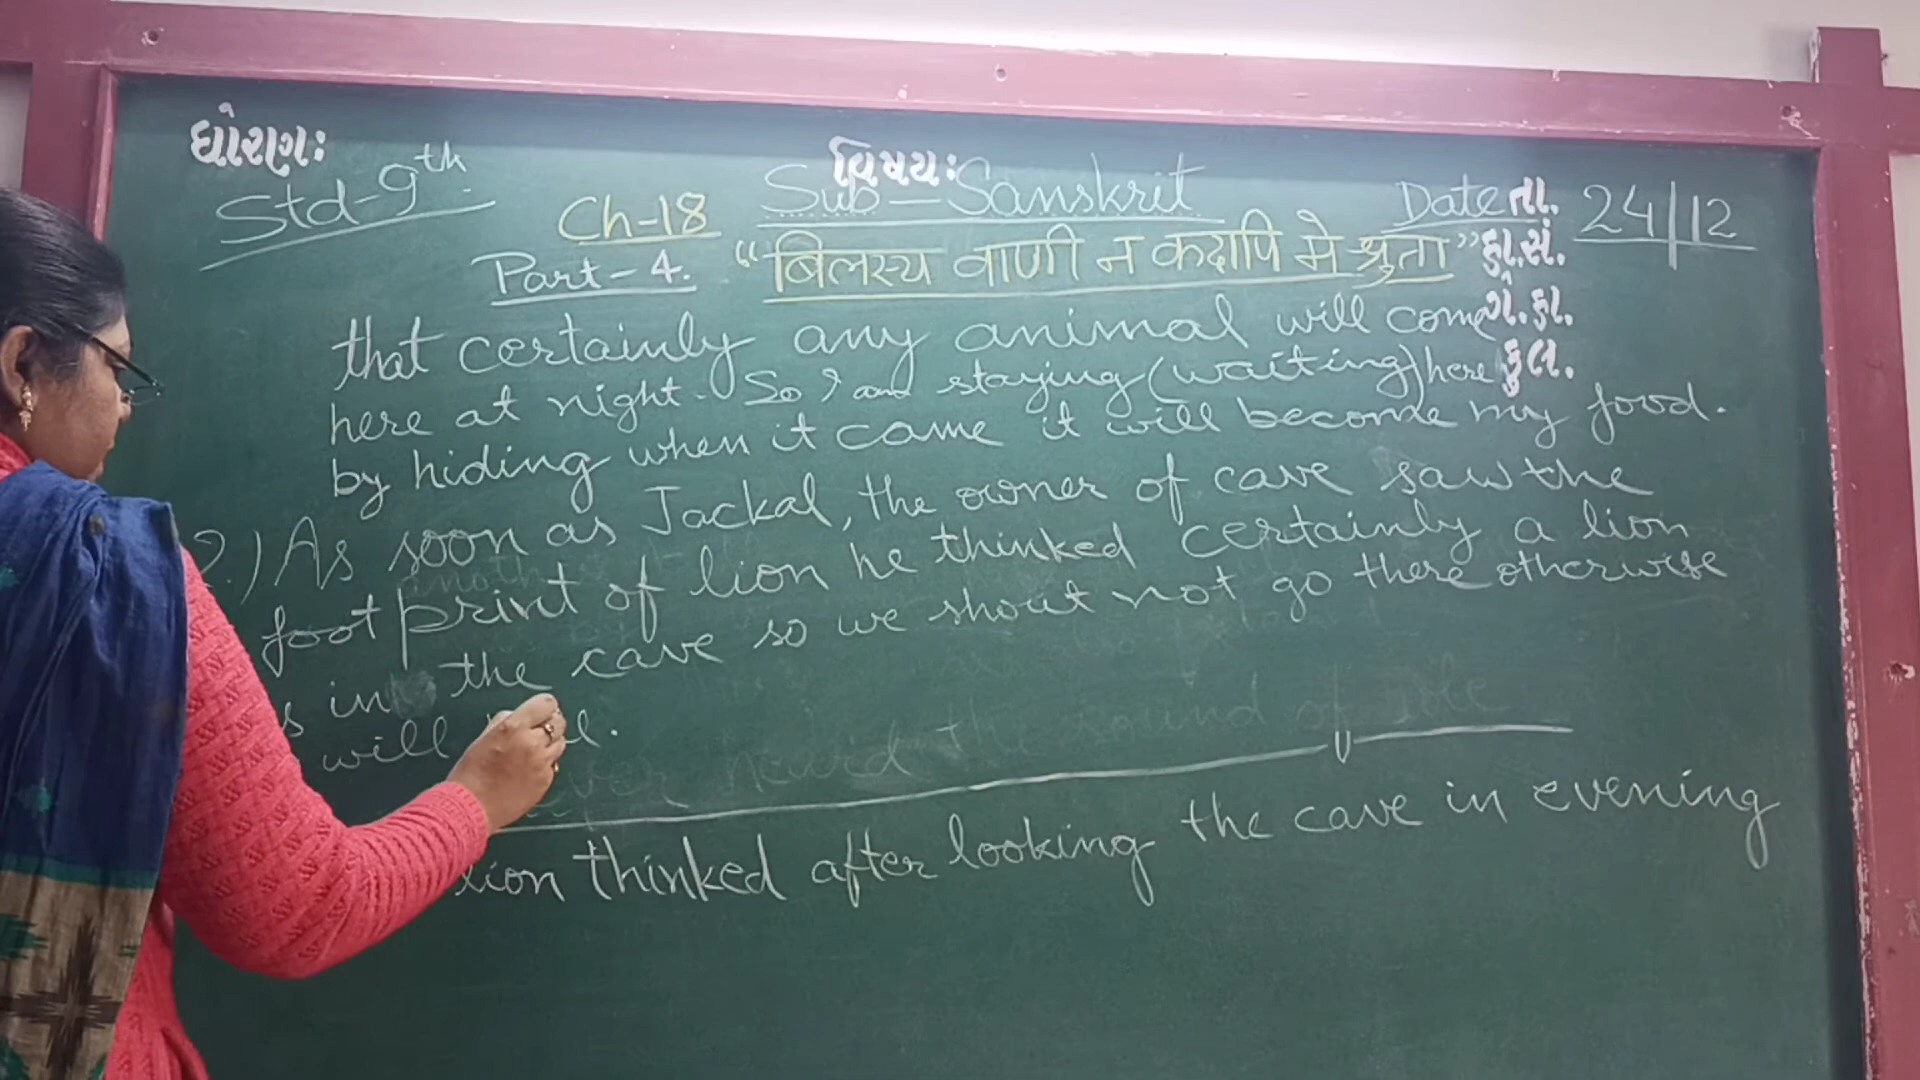 ધોરણઃ વિષયઃ
Std-9th Sub-Sanskrit Date તા. 24/12
Ch-18
Part-4. "बिलस्य वाणी न कदापि मे श्रुता" હા.સં.
ગે.હા.
that certainly any animal will come
કુલ.
here at night. So I am staying (waiting) here
by hiding when it came it will become my food.
2.) As soon as Jackal, the owner of cave saw the
foot print of lion he thinked certainly a lion
is in the cave so we shout not go there otherwise
will
lion thinked after looking the cave in evening